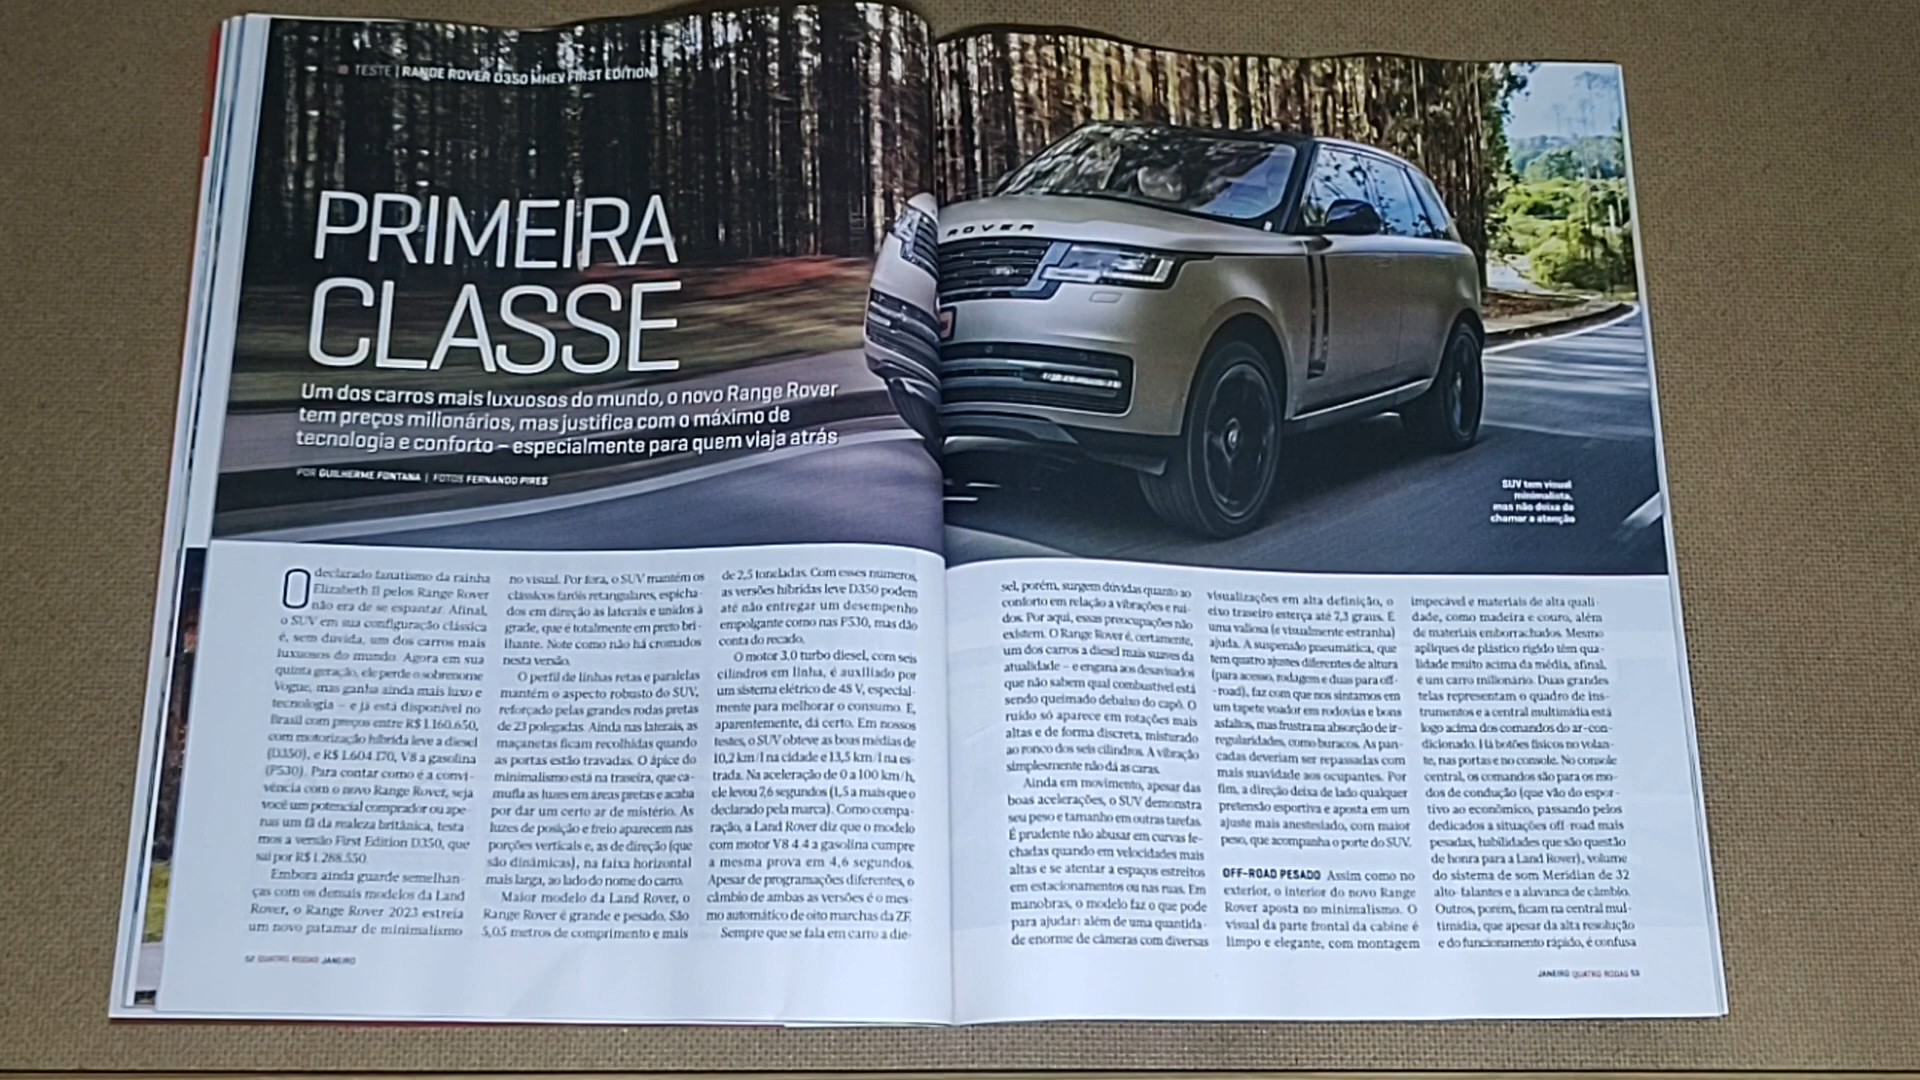 TESTE | RANGE ROVER D350 MHEV FIRST EDITION
PRIMEIRA
CLASSE
Um dos carros mais luxuosos do mundo, o novo Range Rover
tem preços milionários, mas justifica com o máximo de
tecnologia e conforto – especialmente para quem viaja atrás
POR GUILHERME FONTANA | FOTOS FERNANDO PIRES
ROVER
SUV tem visual
minimalista,
mas não deixa de
chamar a atenção
O declarado fanatismo da rainha
Elizabeth II pelos Range Rover
não era de se espantar. Afinal,
o SUV em sua configuração clássica
é, sem dúvida, um dos carros mais
luxuosos do mundo. Agora em sua
quinta geração, ele perde o sobrenome
Vogue, mas ganha ainda mais luxo e
tecnologia – e já está disponível no
Brasil com preços entre R$ 1.160.650,
com motorização híbrida leve a diesel
(D350), e R$ 1.604.170, V8 a gasolina
(P530). Para contar como é a convi-
vência com o novo Range Rover, seja
você um potencial comprador ou ape-
nas um fã da realeza britânica, testa-
mos a versão First Edition D350, que
sai por R$ 1.288.550.
Embora ainda guarde semelhan-
ças com os demais modelos da Land
Rover, o Range Rover 2023 estreia
um novo patamar de minimalismo
no visual. Por fora, o SUV mantém os
clássicos faróis retangulares, espicha-
dos em direção às laterais e unidos à
grade, que é totalmente em preto bri-
lhante. Note como não há cromados
nesta versão.
O perfil de linhas retas e paralelas
mantém o aspecto robusto do SUV,
reforçado pelas grandes rodas pretas
de 23 polegadas. Ainda nas laterais, as
maçanetas ficam recolhidas quando
as portas estão travadas. O ápice do
minimalismo está na traseira, que ca-
mufla as luzes em áreas pretas e acaba
por dar um certo ar de mistério. As
luzes de posição e freio aparecem nas
porções verticais e, as de direção (que
são dinâmicas), na faixa horizontal
mais larga, ao lado do nome do carro.
Maior modelo da Land Rover, o
Range Rover é grande e pesado. São
5,05 metros de comprimento e mais
de 2,5 toneladas. Com esses números,
as versões híbridas leve D350 podem
até não entregar um desempenho
empolgante como nas P530, mas dão
conta do recado.
O motor 3.0 turbo diesel, com seis
cilindros em linha, é auxiliado por
um sistema elétrico de 48 V, especial-
mente para melhorar o consumo. E,
aparentemente, dá certo. Em nossos
testes, o SUV obteve as boas médias de
10,2 km/l na cidade e 13,5 km/l na es-
trada. Na aceleração de 0 a 100 km/h,
ele levou 7,6 segundos (1,5 a mais que o
declarado pela marca). Como compa-
ração, a Land Rover diz que o modelo
com motor V8 4.4 a gasolina cumpre
a mesma prova em 4,6 segundos.
Apesar de programações diferentes, o
câmbio de ambas as versões é o mes-
mo automático de oito marchas da ZF.
Sempre que se fala em carro a die-
sel, porém, surgem dúvidas quanto ao
conforto em relação a vibrações e ruí-
dos. Por aqui, essas preocupações não
existem. O Range Rover é, certamente,
um dos carros a diesel mais suaves da
atualidade – e engana aos desavisados
que não sabem qual combustível está
sendo queimado debaixo do capô. O
ruído só aparece em rotações mais
altas e de forma discreta, misturado
ao ronco dos seis cilindros. A vibração
simplesmente não dá as caras.
Ainda em movimento, apesar das
boas acelerações, o SUV demonstra
seu peso e tamanho em outras tarefas.
É prudente não abusar em curvas fe-
chadas quando em velocidades mais
altas e se atentar a espaços estreitos
em estacionamentos ou nas ruas. Em
manobras, o modelo faz o que pode
para ajudar: além de uma quantida-
de enorme de câmeras com diversas
visualizações em alta definição, o
eixo traseiro esterça até 7,3 graus. É
uma valiosa (e visualmente estranha)
ajuda. A suspensão pneumática, que
tem quatro ajustes diferentes de altura
(para acesso, rodagem e duas para off-
-road), faz com que nos sintamos em
um tapete voador em rodovias e bons
asfaltos, mas frustra na absorção de ir-
regularidades, como buracos. As pan-
cadas deveriam ser repassadas com
mais suavidade aos ocupantes. Por
fim, a direção deixa de lado qualquer
pretensão esportiva e aposta em um
ajuste mais anestesiado, com maior
peso, que acompanha o porte do SUV.
OFF-ROAD PESADO Assim como no
exterior, o interior do novo Range
Rover aposta no minimalismo. O
visual da parte frontal da cabine é
limpo e elegante, com montagem
impecável e materiais de alta quali-
dade, como madeira e couro, além
de materiais emborrachados. Mesmo
apliques de plástico rígido têm qua-
lidade muito acima da média, afinal,
é um carro milionário. Duas grandes
telas representam o quadro de ins-
trumentos e a central multimídia está
logo acima dos comandos do ar-con-
dicionado. Há botões físicos no volan-
te, nas portas e no console. No console
central, os comandos são para os mo-
dos de condução (que vão do espor-
tivo ao econômico, passando pelos
dedicados a situações off-road mais
pesadas, habilidades que são questão
de honra para a Land Rover), volume
do sistema de som Meridian de 32
alto-falantes e a alavanca de câmbio.
Outros, porém, ficam na central mul-
timídia, que apesar da alta resolução
e do funcionamento rápido, é confusa
52 QUATRO RODAS JANEIRO
JANEIRO QUATRO RODAS 53